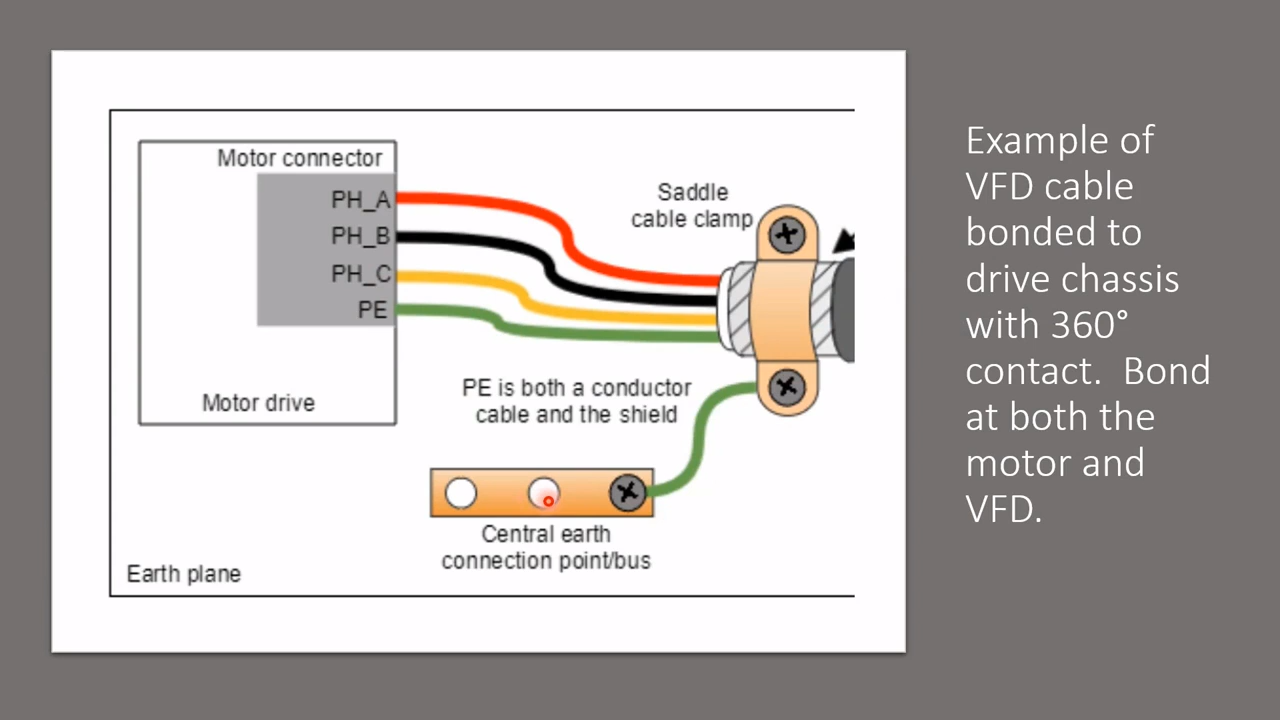 Motor connector
PH_A
PH_B
PH_C
PE
Motor drive
Saddle
cable clamp
PE is both a conductor
cable and the shield
Central earth
connection point/bus
Earth plane
Example of
VFD cable
bonded to
drive chassis
with 360°
contact.  Bond
at both the
motor and
VFD.